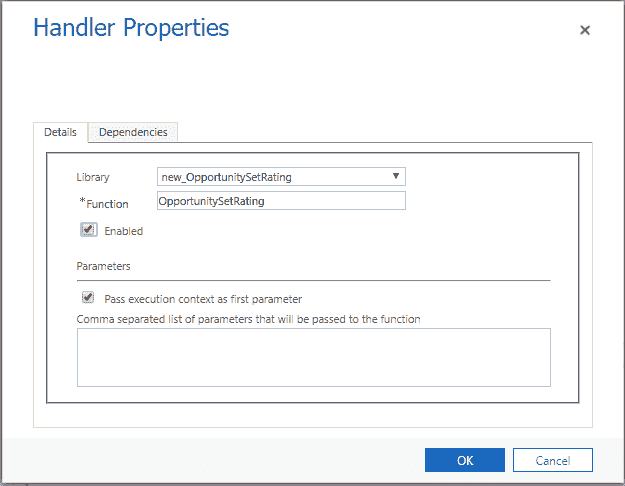 Handler Properties
Details
Dependencies
Library
new_OpportunitySetRating
*Function
OpportunitySetRating
Enabled
Parameters
Pass execution context as first parameter
Comma separated list of parameters that will be passed to the function
OK
Cancel